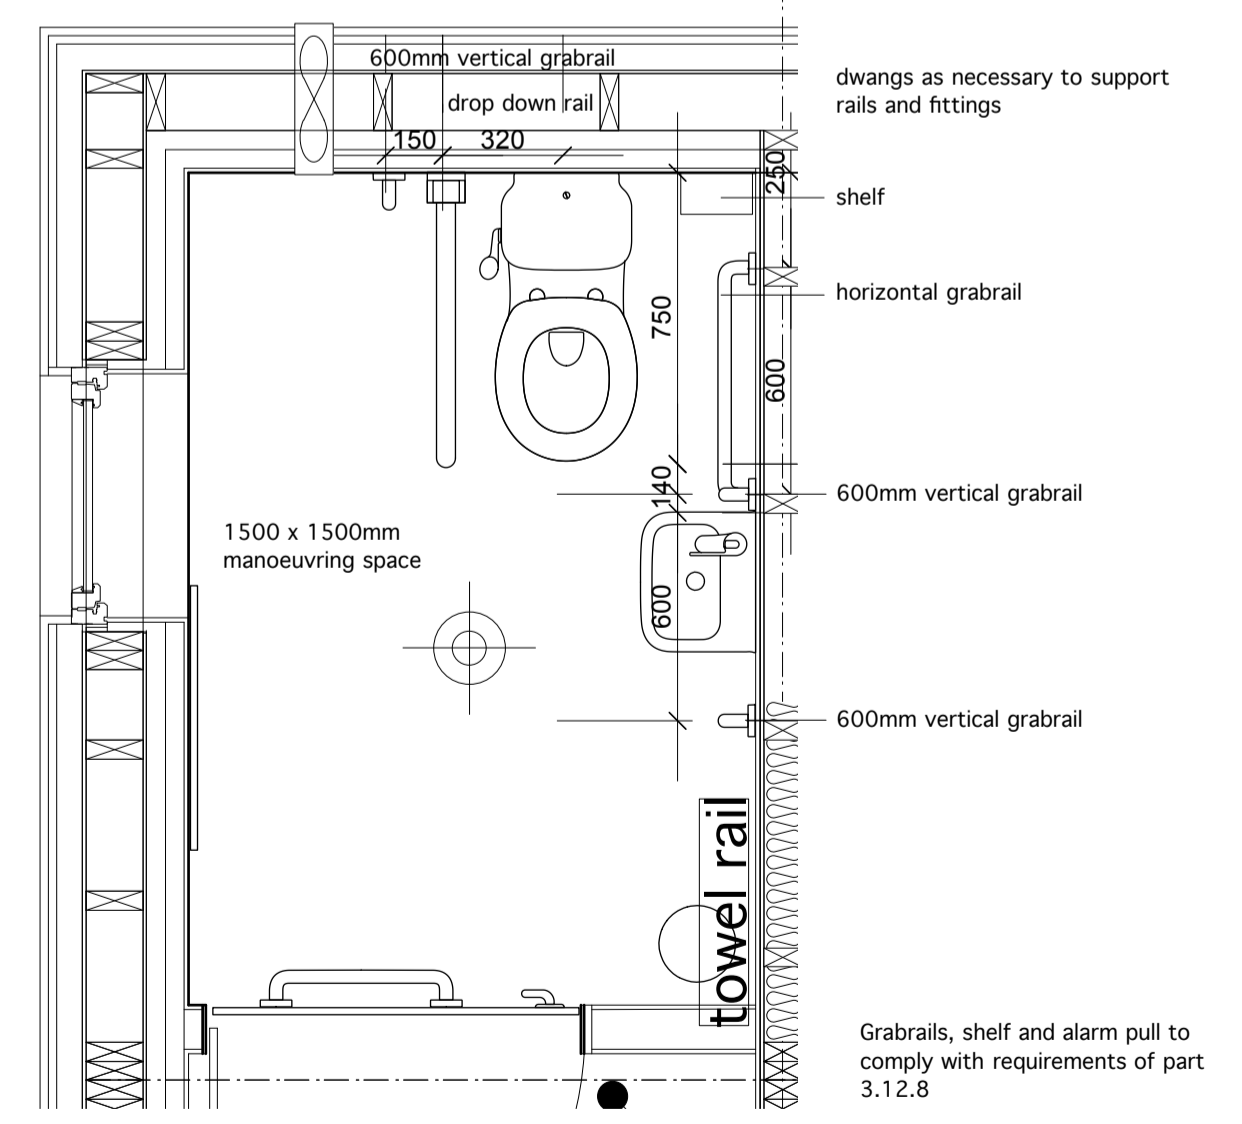 600mm vertical grabrail
dwangs as necessary to support
rails and fittings
drop down rail
150
320
250
shelf
horizontal grabrail
750
600
140
600mm vertical grabrail
1500 x 1500mm
manoeuvring space
600
600mm vertical grabrail
towel rail
Grabrails, shelf and alarm pull to
comply with requirements of part
3.12.8